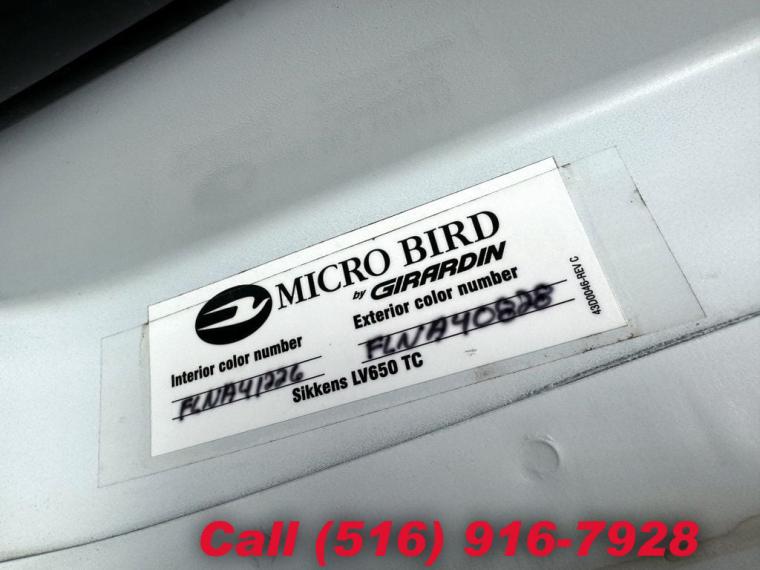 MICRO BIRD
by GIRARDIN
Interior color number
Exterior color number
FLNA41226
FLNA40828
Sikkens LV650 TC
43D0046-REV C
Call (516) 916-7928